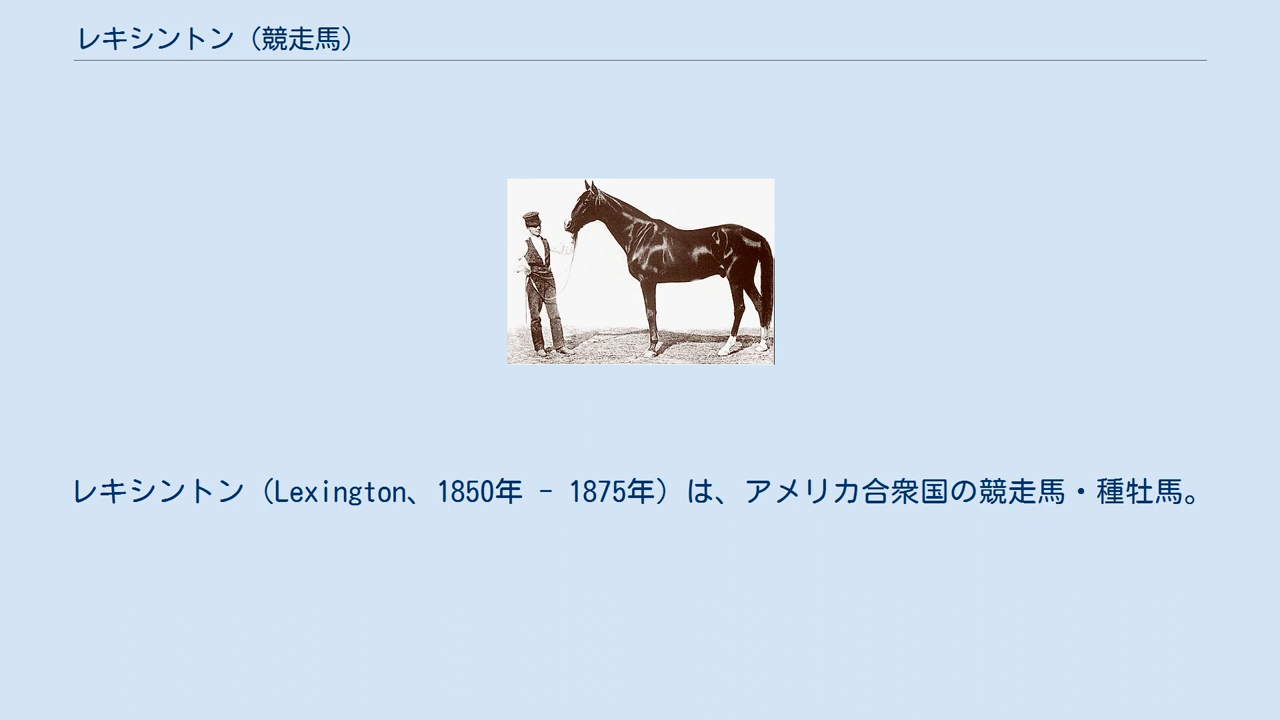 レキシントン（競走馬）
レキシントン（Lexington、1850年 - 1875年）は、アメリカ合衆国の競走馬・種牡馬。